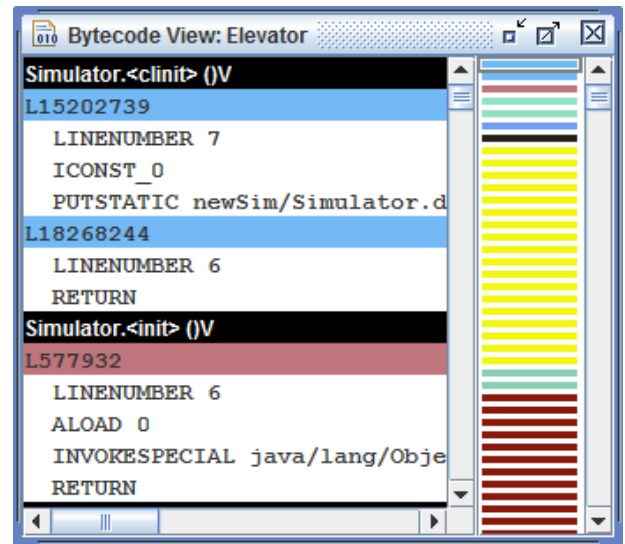 010 Bytecode View: Elevator
Simulator.<clinit> ()V
L15202739
LINENUMBER 7
ICONST_0
PUTSTATIC newSim/Simulator.d
L18268244
LINENUMBER 6
RETURN
Simulator.<init> ()V
L577932
LINENUMBER 6
ALOAD 0
INVOKESPECIAL java/lang/Obje
RETURN